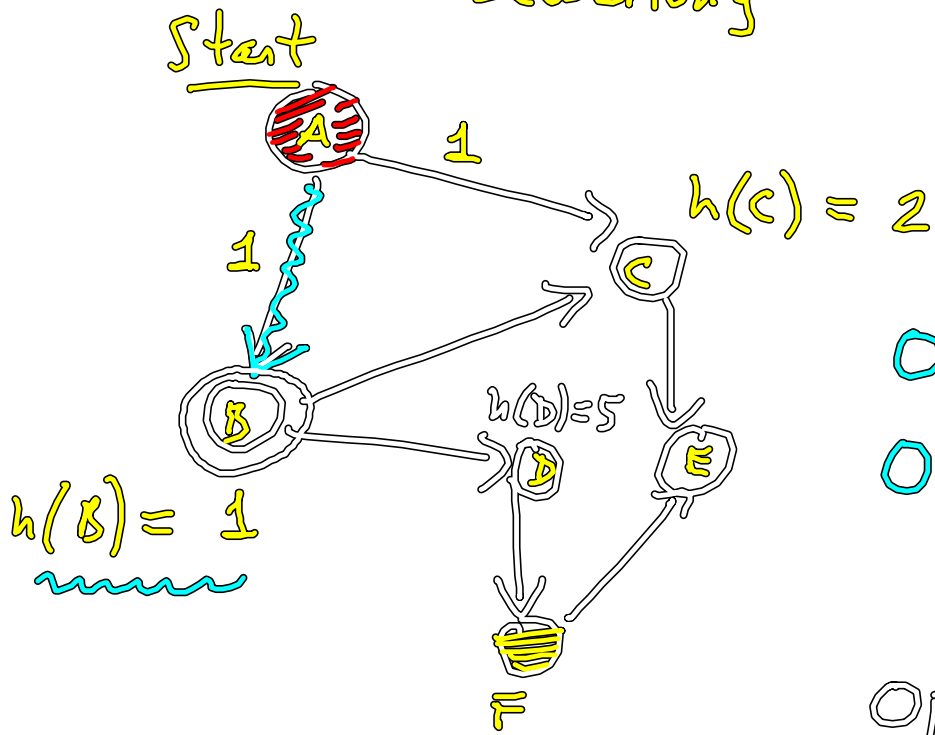 Start
A
1
h(C) = 2
1
C
h(D)=5
B
D
E
h(B) = 1
F